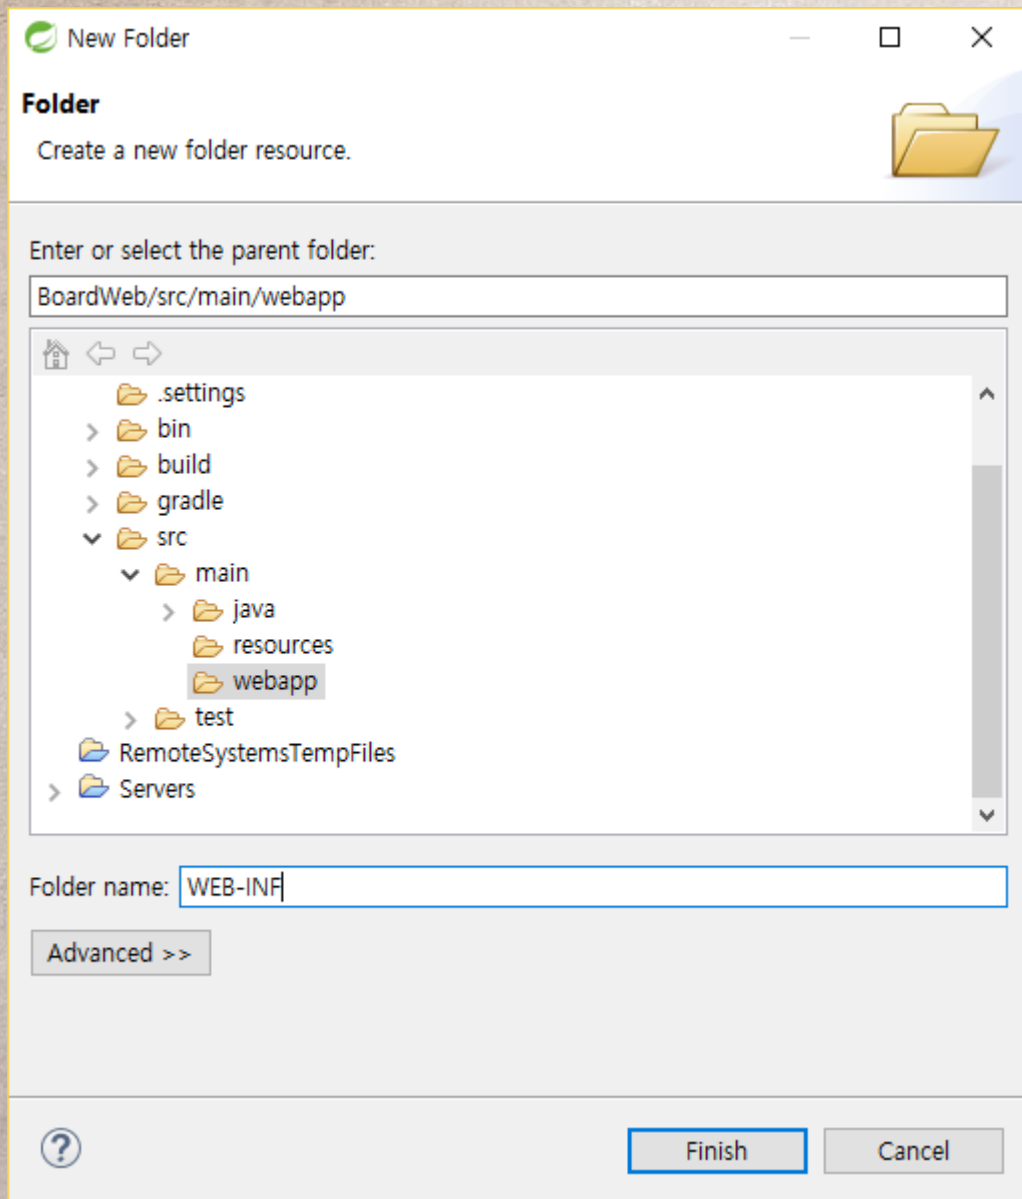 New Folder
Folder
Create a new folder resource.
Enter or select the parent folder:
BoardWeb/src/main/webapp
.settings
bin
build
gradle
src
main
java
resources
webapp
test
RemoteSystemsTempFiles
Servers
Folder name: WEB-INF
Advanced >>
Finish Cancel